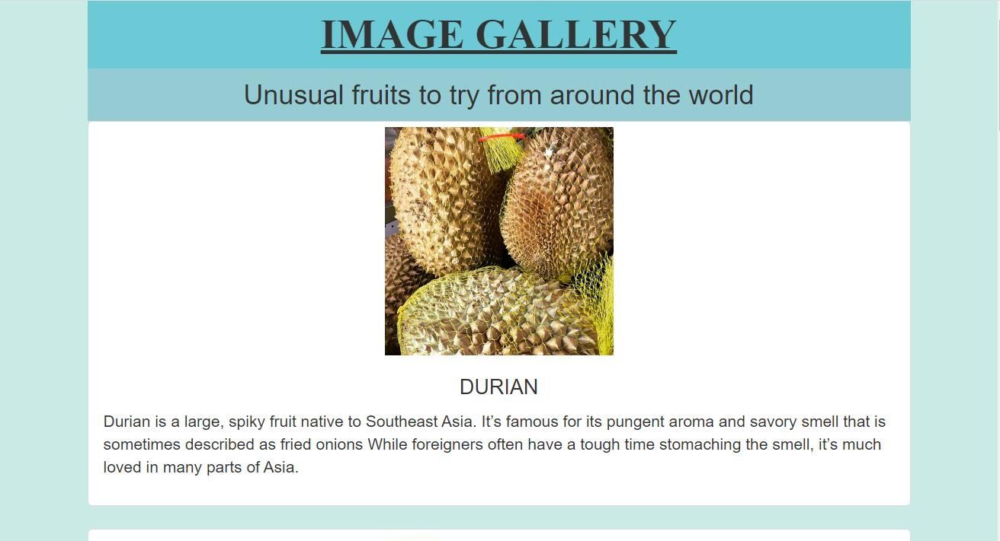 IMAGE GALLERY
Unusual fruits to try from around the world
DURIAN
Durian is a large, spiky fruit native to Southeast Asia. It’s famous for its pungent aroma and savory smell that is
sometimes described as fried onions While foreigners often have a tough time stomaching the smell, it’s much
loved in many parts of Asia.